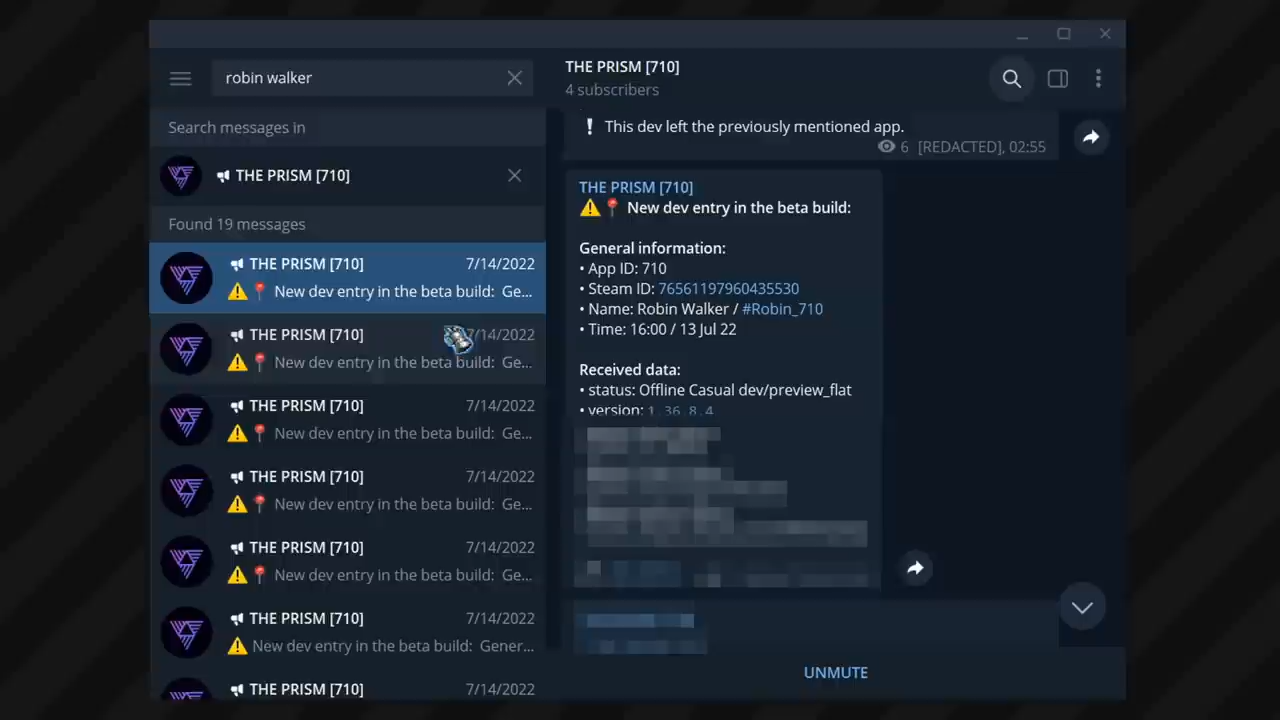 robin walker
Search messages in
THE PRISM [710]
Found 19 messages
THE PRISM [710] 7/14/2022
New dev entry in the beta build: Ge...
THE PRISM [710] 7/14/2022
New dev entry in the beta build: Ge...
THE PRISM [710] 7/14/2022
New dev entry in the beta build: Ge...
THE PRISM [710] 7/14/2022
New dev entry in the beta build: Ge...
THE PRISM [710] 7/14/2022
New dev entry in the beta build: Ge...
THE PRISM [710] 7/14/2022
New dev entry in the beta build: Gener...
THE PRISM [710] 7/14/2022
THE PRISM [710]
4 subscribers
This dev left the previously mentioned app.
6 [REDACTED], 02:55
THE PRISM [710]
New dev entry in the beta build:
General information:
• App ID: 710
• Steam ID: 76561197960435530
• Name: Robin Walker / #Robin_710
• Time: 16:00 / 13 Jul 22
Received data:
• status: Offline Casual dev/preview_flat
• version: 1.36.8.4
UNMUTE